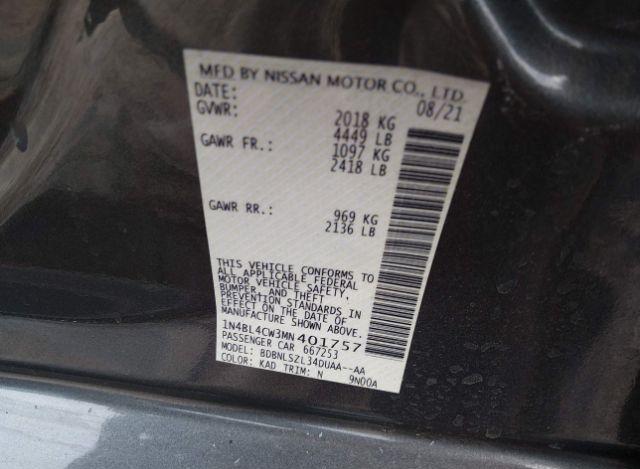 MFD BY NISSAN MOTOR CO., LTD.
DATE: 08/21
GVWR: 2018 KG
4449 LB
GAWR FR.: 1097 KG
2418 LB
GAWR RR.: 969 KG
2136 LB
THIS VEHICLE CONFORMS TO
ALL APPLICABLE FEDERAL
MOTOR VEHICLE SAFETY,
BUMPER, AND THEFT
PREVENTION STANDARDS IN
EFFECT ON THE DATE OF
MANUFACTURE SHOWN ABOVE.
1N4BL4CW3MN401757
PASSENGER CAR 667253
MODEL: BDBNLSZL34DUAA--AA
COLOR: KAD TRIM: N 9N00A